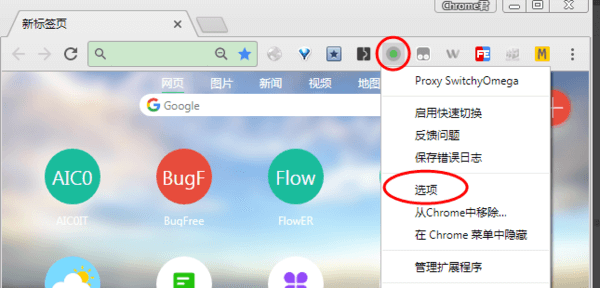 Chrome君
新标签页
W
FE
M
网页
图片
新闻
视频
地图
Google
AICO
BugF
Flow
AICOIT
BugFree
FlowER
Proxy SwitchyOmega
启用快速切换
反馈问题
保存错误日志
选项
从Chrome中移除...
在 Chrome 菜单中隐藏
管理扩展程序